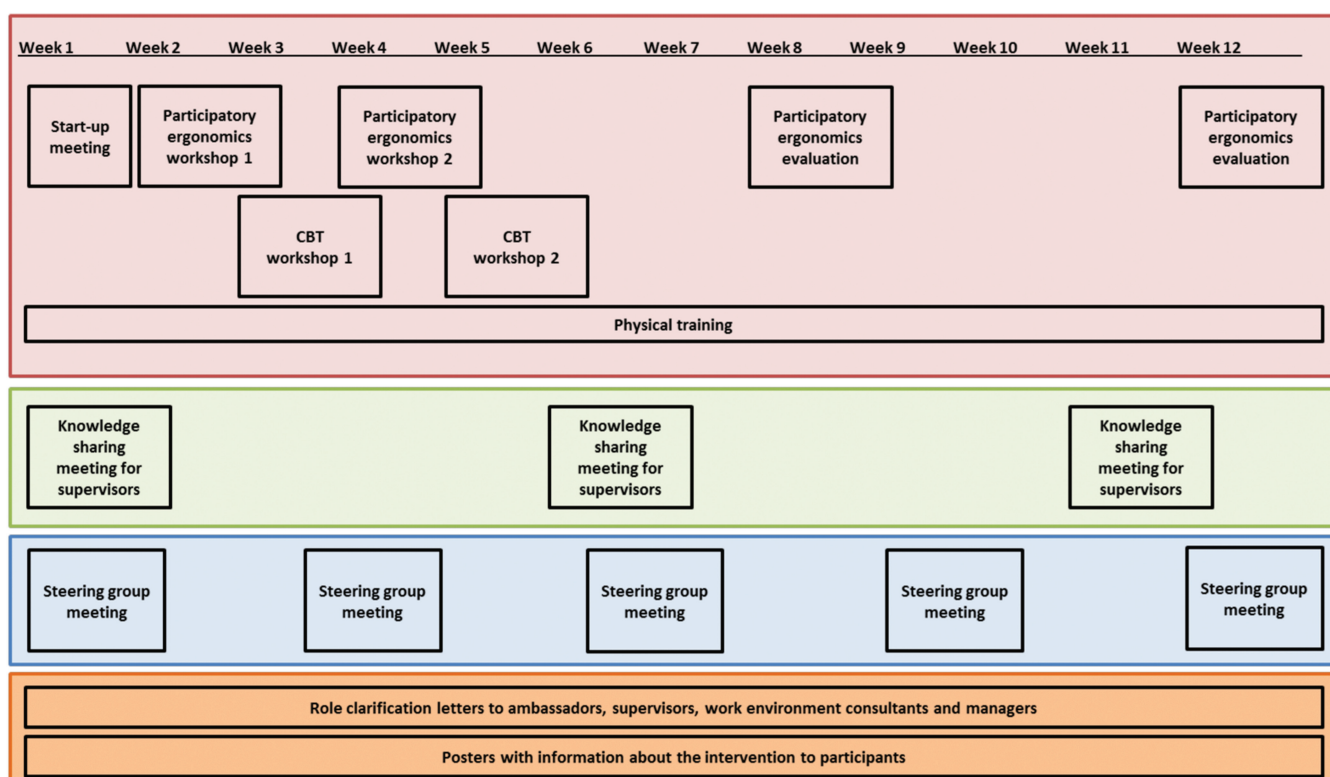 Week 1 Week 2 Week 3 Week 4 Week 5 Week 6 Week 7 Week 8 Week 9 Week 10 Week 11 Week 12
Start-up
meeting
Participatory
ergonomics
workshop 1
Participatory
ergonomics
workshop 2
Participatory
ergonomics
evaluation
Participatory
ergonomics
evaluation
CBT
workshop 1
CBT
workshop 2
Physical training
Knowledge
sharing
meeting for
supervisors
Knowledge
sharing
meeting for
supervisors
Knowledge
sharing
meeting for
supervisors
Steering group
meeting
Steering group
meeting
Steering group
meeting
Steering group
meeting
Steering group
meeting
Role clarification letters to ambassadors, supervisors, work environment consultants and managers
Posters with information about the intervention to participants